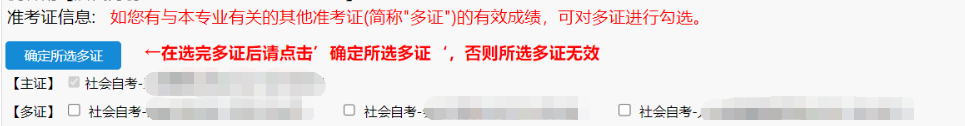 准考证信息: 如您有与本专业有关的其他准考证(简称"多证")的有效成绩，可对多证进行勾选。
确定所选多证 ←在选完多证后请点击’确定所选多证‘，否则所选多证无效
【主证】 社会自考-
【多证】 社会自考- 社会自考- 社会自考-